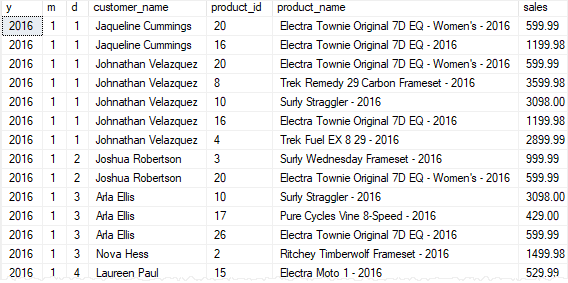 y m d customer_name product_id product_name sales
2016 1 1 Jaqueline Cummings 20 Electra Townie Original 7D EQ - Women's - 2016 599.99
2016 1 1 Jaqueline Cummings 16 Electra Townie Original 7D EQ - 2016 1199.98
2016 1 1 Johnathan Velazquez 20 Electra Townie Original 7D EQ - Women's - 2016 599.99
2016 1 1 Johnathan Velazquez 8 Trek Remedy 29 Carbon Frameset - 2016 3599.98
2016 1 1 Johnathan Velazquez 10 Surly Straggler - 2016 3098.00
2016 1 1 Johnathan Velazquez 16 Electra Townie Original 7D EQ - 2016 1199.98
2016 1 1 Johnathan Velazquez 4 Trek Fuel EX 8 29 - 2016 2899.99
2016 1 2 Joshua Robertson 3 Surly Wednesday Frameset - 2016 999.99
2016 1 2 Joshua Robertson 20 Electra Townie Original 7D EQ - Women's - 2016 599.99
2016 1 3 Arla Ellis 10 Surly Straggler - 2016 3098.00
2016 1 3 Arla Ellis 17 Pure Cycles Vine 8-Speed - 2016 429.00
2016 1 3 Arla Ellis 26 Electra Townie Original 7D EQ - 2016 599.99
2016 1 3 Nova Hess 2 Ritchey Timberwolf Frameset - 2016 1499.98
2016 1 4 Laureen Paul 15 Electra Moto 1 - 2016 529.99